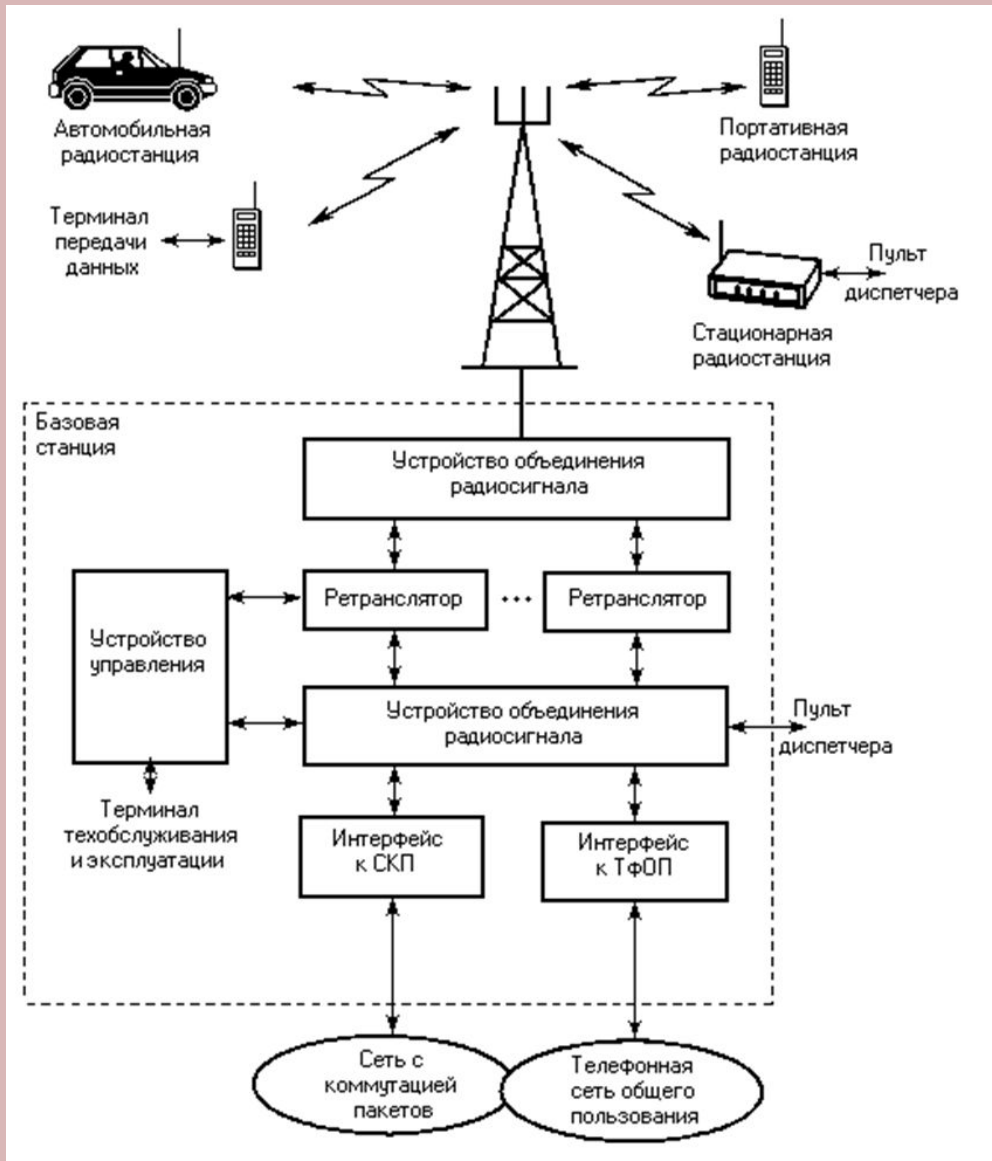 Автомобильная
радиостанция
Портативная
радиостанция
Терминал
передачи
данных
Пульт
диспетчера
Стационарная
радиостанция
Базовая
станция
Устройство объединения
радиосигнала
Ретранслятор
...
Ретранслятор
Устройство
управления
Устройство объединения
радиосигнала
Пульт
диспетчера
Терминал
техобслуживания
и эксплуатации
Интерфейс
к СКП
Интерфейс
к ТфОП
Сеть с
коммутацией
пакетов
Телефонная
сеть общего
пользования